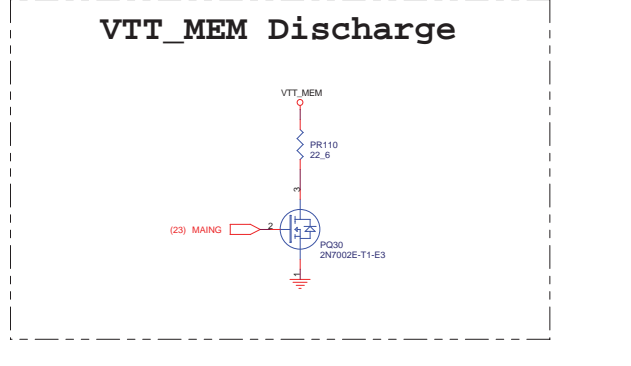 VTT_MEM Discharge
VTT_MEM
PR110
22_6
3
(23) MAING
2
PQ30
2N7002E-T1-E3
1